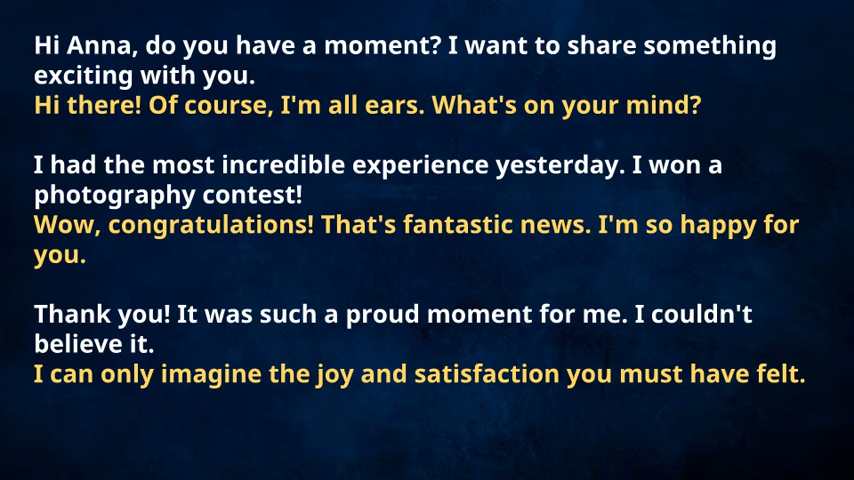 Hi Anna, do you have a moment? I want to share something
exciting with you.
Hi there! Of course, I'm all ears. What's on your mind?
I had the most incredible experience yesterday. I won a
photography contest!
Wow, congratulations! That's fantastic news. I'm so happy for
you.
Thank you! It was such a proud moment for me. I couldn't
believe it.
I can only imagine the joy and satisfaction you must have felt.